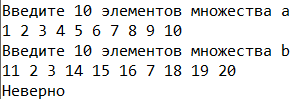 Введите 10 элементов множества a
1 2 3 4 5 6 7 8 9 10
Введите 10 элементов множества b
11 2 3 14 15 16 7 18 19 20
Неверно